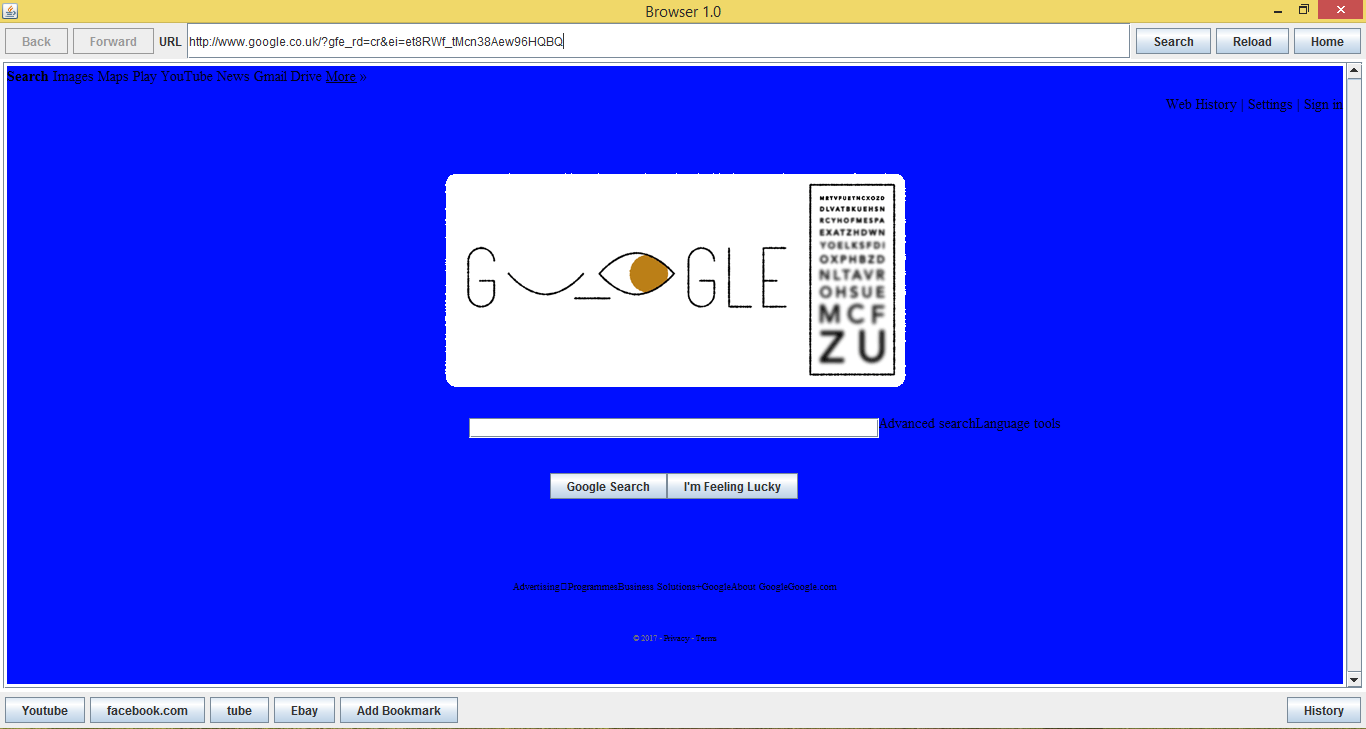 Browser 1.0
Back Forward URL http://www.google.co.uk/?gfe_rd=cr&ei=et8RWf_tMcn38Aew96HQBQ Search Reload Home
Search Images Maps Play YouTube News Gmail Drive More »
Web History | Settings | Sign in
G GLE
MRTVFUETNCXOZD
DLVATBKUEHSN
RCYHOFMESPA
EXATZHDWN
YOELKSFDI
OXPHBZD
NLTAVR
OHSUE
MCF
ZU
Advanced searchLanguage tools
Google Search I'm Feeling Lucky
Advertising ProgrammesBusiness Solutions+GoogleAbout GoogleGoogle.com
© 2017 - Privacy - Terms
Youtube facebook.com tube Ebay Add Bookmark History